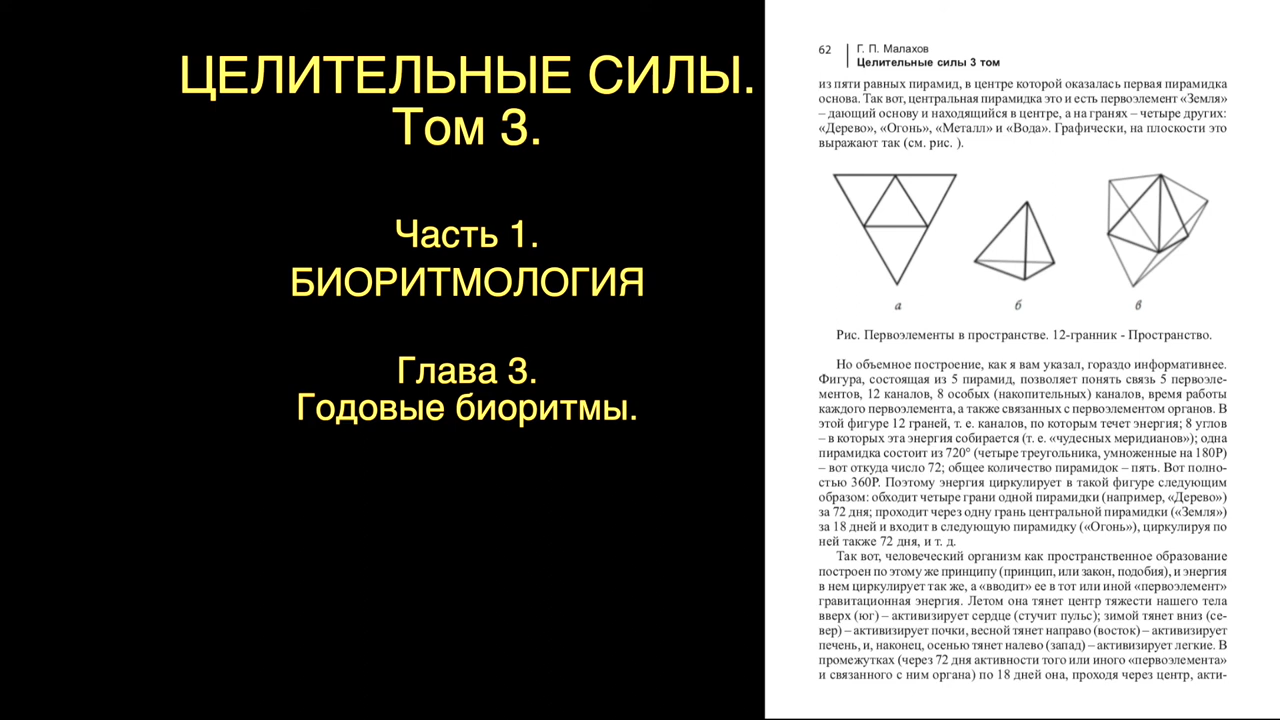 ЦЕЛИТЕЛЬНЫЕ СИЛЫ.
Том 3.
Часть 1.
БИОРИТМОЛОГИЯ
Глава 3.
Годовые биоритмы.
62
Г. П. Малахов
Целительные силы 3 том
из пяти равных пирамид, в центре которой оказалась первая пирамидка
основа. Так вот, центральная пирамидка это и есть первоэлемент «Земля»
– дающий основу и находящийся в центре, а на гранях – четыре других:
«Дерево», «Огонь», «Металл» и «Вода». Графически, на плоскости это
выражают так (см. рис. ).
а
б
в
Рис. Первоэлементы в пространстве. 12-гранник - Пространство.
Но объемное построение, как я вам указал, гораздо информативнее.
Фигура, состоящая из 5 пирамид, позволяет понять связь 5 первоэле-
ментов, 12 каналов, 8 особых (накопительных) каналов, время работы
каждого первоэлемента, а также связанных с первоэлементом органов. В
этой фигуре 12 граней, т. е. каналов, по которым течет энергия; 8 углов
– в которых эта энергия собирается (т. е. «чудесных меридианов»); одна
пирамидка состоит из 720° (четыре треугольника, умноженные на 180Р)
– вот откуда число 72; общее количество пирамидок – пять. Вот полно-
стью 360Р. Поэтому энергия циркулирует в такой фигуре следующим
образом: обходит четыре грани одной пирамидки (например, «Дерево»)
за 72 дня; проходит через одну грань центральной пирамидки («Земля»)
за 18 дней и входит в следующую пирамидку («Огонь»), циркулируя по
ней также 72 дня, и т. д.
Так вот, человеческий организм как пространственное образование
построен по этому же принципу (принцип, или закон, подобия), и энергия
в нем циркулирует так же, а «вводит» ее в тот или иной «первоэлемент»
гравитационная энергия. Летом она тянет центр тяжести нашего тела
вверх (юг) – активизирует сердце (стучит пульс); зимой тянет вниз (се-
вер) – активизирует почки, весной тянет направо (восток) – активизирует
печень, и, наконец, осенью тянет налево (запад) – активизирует легкие. В
промежутках (через 72 дня активности того или иного «первоэлемента»
и связанного с ним органа) по 18 дней она, проходя через центр, акти-